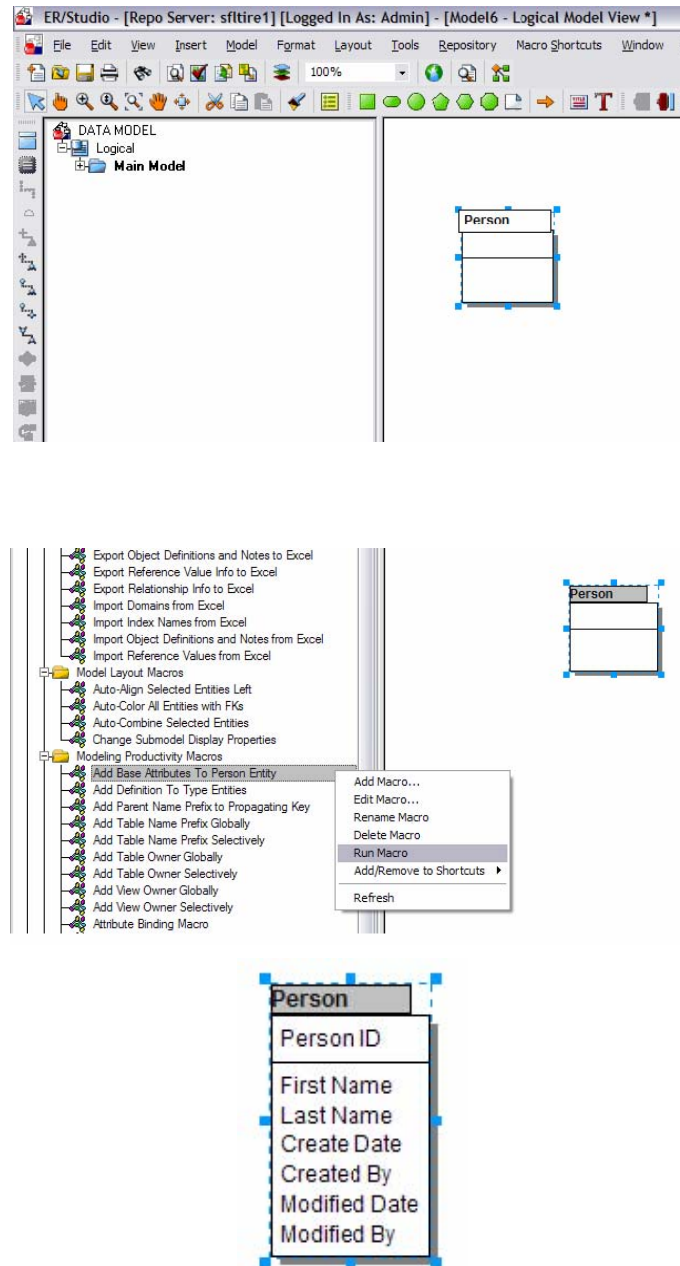 ER/Studio - [Repo Server: sfltire1] [Logged In As: Admin] - [Model6 - Logical Model View *]
File Edit View Insert Model Format Layout Tools Repository Macro Shortcuts Window
100%
T
DATA MODEL
Logical
Main Model
Person
Export Object Definitions and Notes to Excel
Export Reference Value Info to Excel
Export Relationship Info to Excel
Import Domains from Excel
Import Index Names from Excel
Import Object Definitions and Notes from Excel
Import Reference Values from Excel
Model Layout Macros
Auto-Align Selected Entities Left
Auto-Color All Entities with FKs
Auto-Combine Selected Entities
Change Submodel Display Properties
Modeling Productivity Macros
Add Base Attributes To Person Entity
Add Definition To Type Entities
Add Parent Name Prefix to Propagating Key
Add Table Name Prefix Globally
Add Table Name Prefix Selectively
Add Table Owner Globally
Add Table Owner Selectively
Add View Owner Globally
Add View Owner Selectively
Attribute Binding Macro
Person
Add Macro...
Edit Macro...
Rename Macro
Delete Macro
Run Macro
Add/Remove to Shortcuts
Refresh
Person
Person ID
First Name
Last Name
Create Date
Created By
Modified Date
Modified By